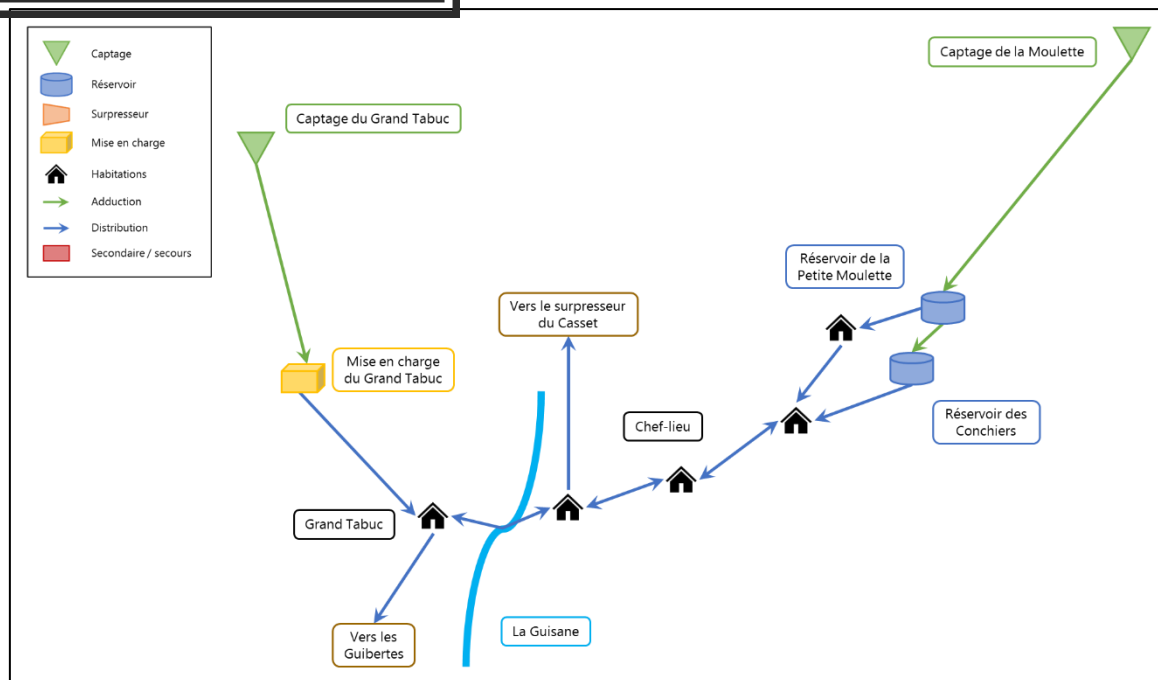 Captage
Réservoir
Surpresseur
Mise en charge
Habitations
Adduction
Distribution
Secondaire / secours
Captage du Grand Tabuc
Captage de la Moulette
Réservoir de la
Petite Moulette
Vers le surpresseur
du Casset
Mise en charge
du Grand Tabuc
Chef-lieu
Réservoir des
Conchiers
Grand Tabuc
Vers les
Guibertes
La Guisane